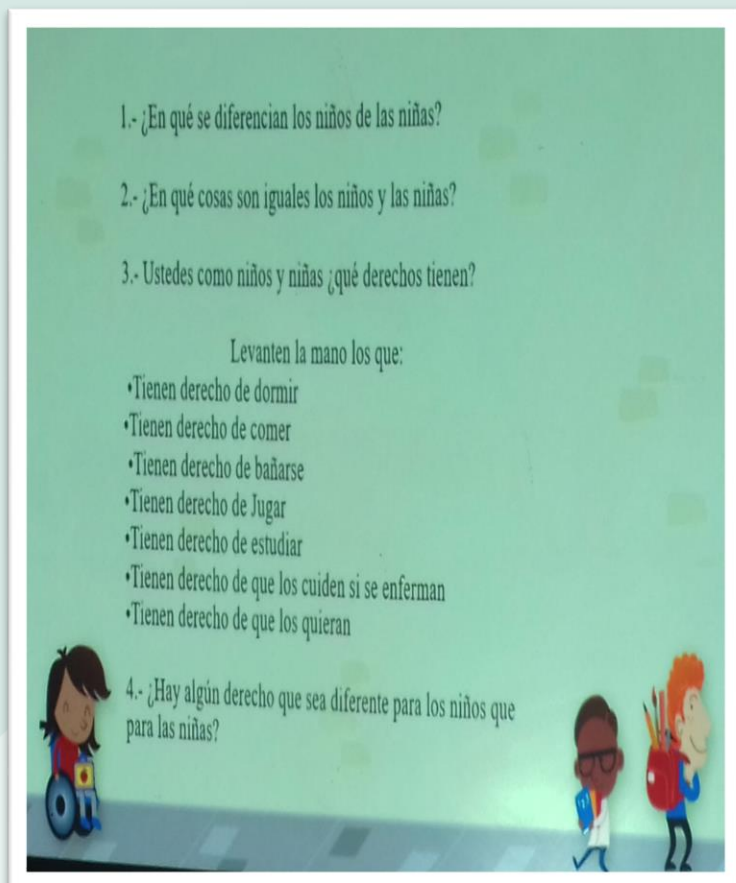 1.- ¿En qué se diferencian los niños de las niñas?
2.- ¿En qué cosas son iguales los niños y las niñas?
3.- Ustedes como niños y niñas ¿qué derechos tienen?
Levanten la mano los que:
•Tienen derecho de dormir
•Tienen derecho de comer
•Tienen derecho de bañarse
•Tienen derecho de Jugar
•Tienen derecho de estudiar
•Tienen derecho de que los cuiden si se enferman
•Tienen derecho de que los quieran
4.- ¿Hay algún derecho que sea diferente para los niños que
para las niñas?